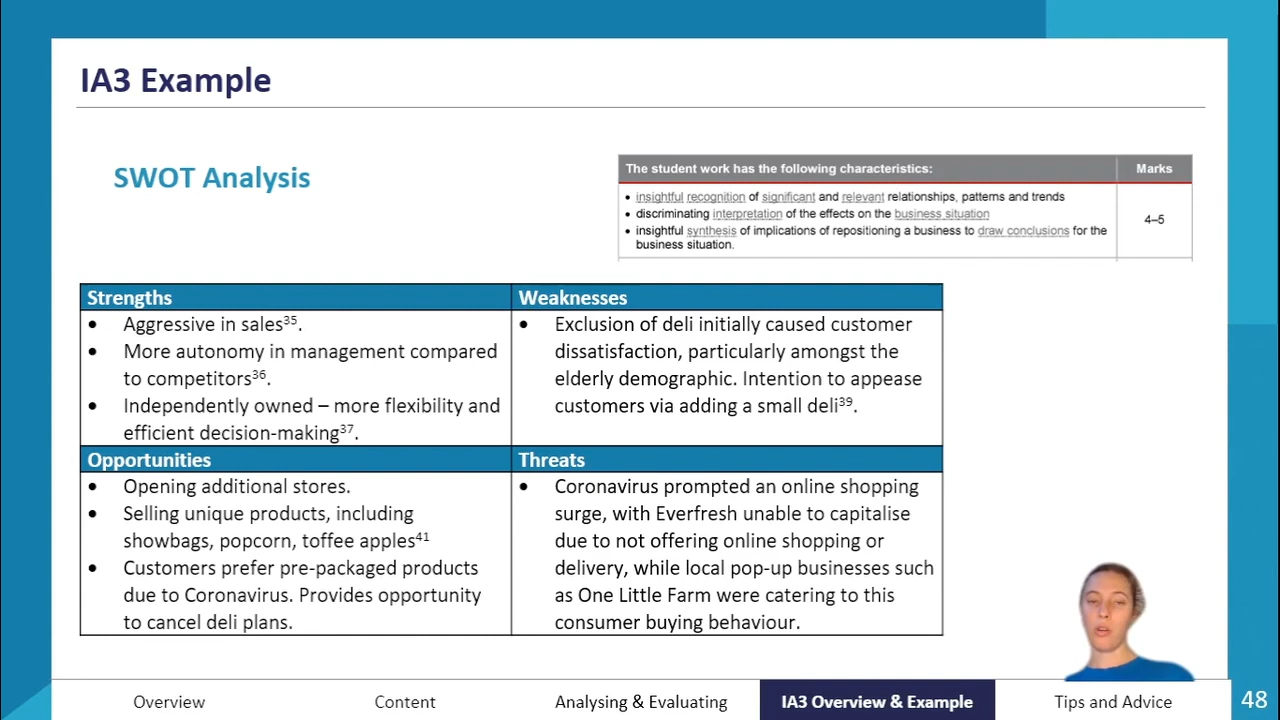 IA3 Example
SWOT Analysis
The student work has the following characteristics:
Marks
• insightful recognition of significant and relevant relationships, patterns and trends
• discriminating interpretation of the effects on the business situation
• insightful synthesis of implications of repositioning a business to draw conclusions for the
business situation.
4–5
Strengths
• Aggressive in sales³⁵.
• More autonomy in management compared
to competitors³⁶.
• Independently owned – more flexibility and
efficient decision-making³⁷.
Weaknesses
• Exclusion of deli initially caused customer
dissatisfaction, particularly amongst the
elderly demographic. Intention to appease
customers via adding a small deli³⁹.
Opportunities
• Opening additional stores.
• Selling unique products, including
showbags, popcorn, toffee apples⁴¹
• Customers prefer pre-packaged products
due to Coronavirus. Provides opportunity
to cancel deli plans.
Threats
• Coronavirus prompted an online shopping
surge, with Everfresh unable to capitalise
due to not offering online shopping or
delivery, while local pop-up businesses such
as One Little Farm were catering to this
consumer buying behaviour.
Overview
Content
Analysing & Evaluating
IA3 Overview & Example
Tips and Advice
48